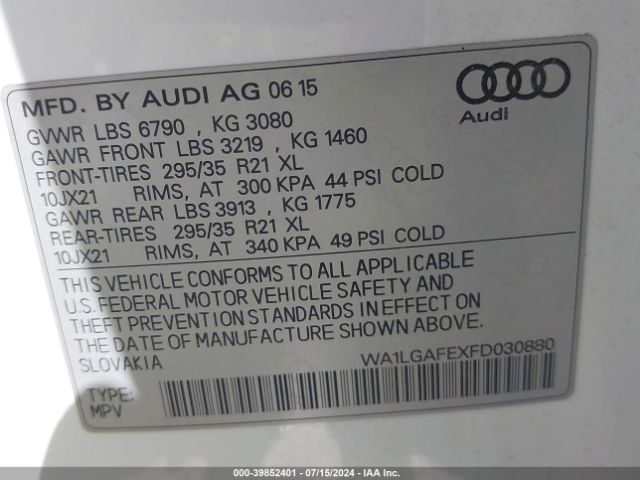 MFD. BY AUDI AG 06 15
Audi
GVWR LBS 6790 , KG 3080
GAWR FRONT LBS 3219 , KG 1460
FRONT-TIRES 295/35 R21 XL
10JX21 RIMS, AT 300 KPA 44 PSI COLD
GAWR REAR LBS 3913 , KG 1775
REAR-TIRES 295/35 R21 XL
10JX21 RIMS, AT 340 KPA 49 PSI COLD
THIS VEHICLE CONFORMS TO ALL APPLICABLE
U.S. FEDERAL MOTOR VEHICLE SAFETY AND
THEFT PREVENTION STANDARDS IN EFFECT ON
THE DATE OF MANUFACTURE SHOWN ABOVE.
SLOVAKIA
WA1LGAFEXFD030880
TYPE:
MPV
000-39852401 - 07/15/2024 - IAA Inc.